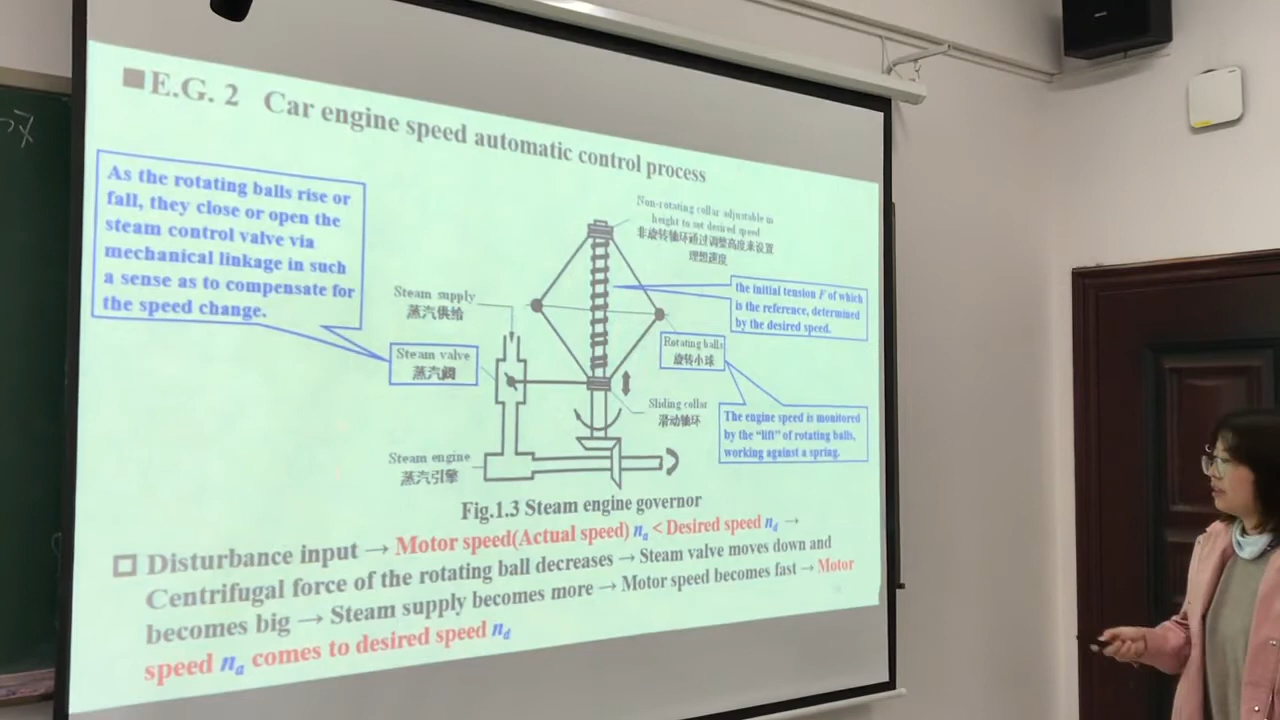 ■E.G. 2 Car engine speed automatic control process
As the rotating balls rise or
fall, they close or open the
steam control valve via
mechanical linkage in such
a sense as to compensate for
the speed change.
Non-rotating collar adjustable in
height to set desired speed
非旋转轴环通过调整高度来设置
理想速度
the initial tension F of which
is the reference, determined
by the desired speed.
Steam supply
蒸汽供给
Steam valve
蒸汽阀
Rotating balls
旋转小球
Sliding collar
滑动轴环
The engine speed is monitored
by the “lift” of rotating balls,
working against a spring.
Steam engine
蒸汽引擎
Fig.1.3 Steam engine governor
Disturbance input → Motor speed(Actual speed) na < Desired speed nd →
Centrifugal force of the rotating ball decreases → Steam valve moves down and
becomes big → Steam supply becomes more → Motor speed becomes fast → Motor
speed na comes to desired speed nd